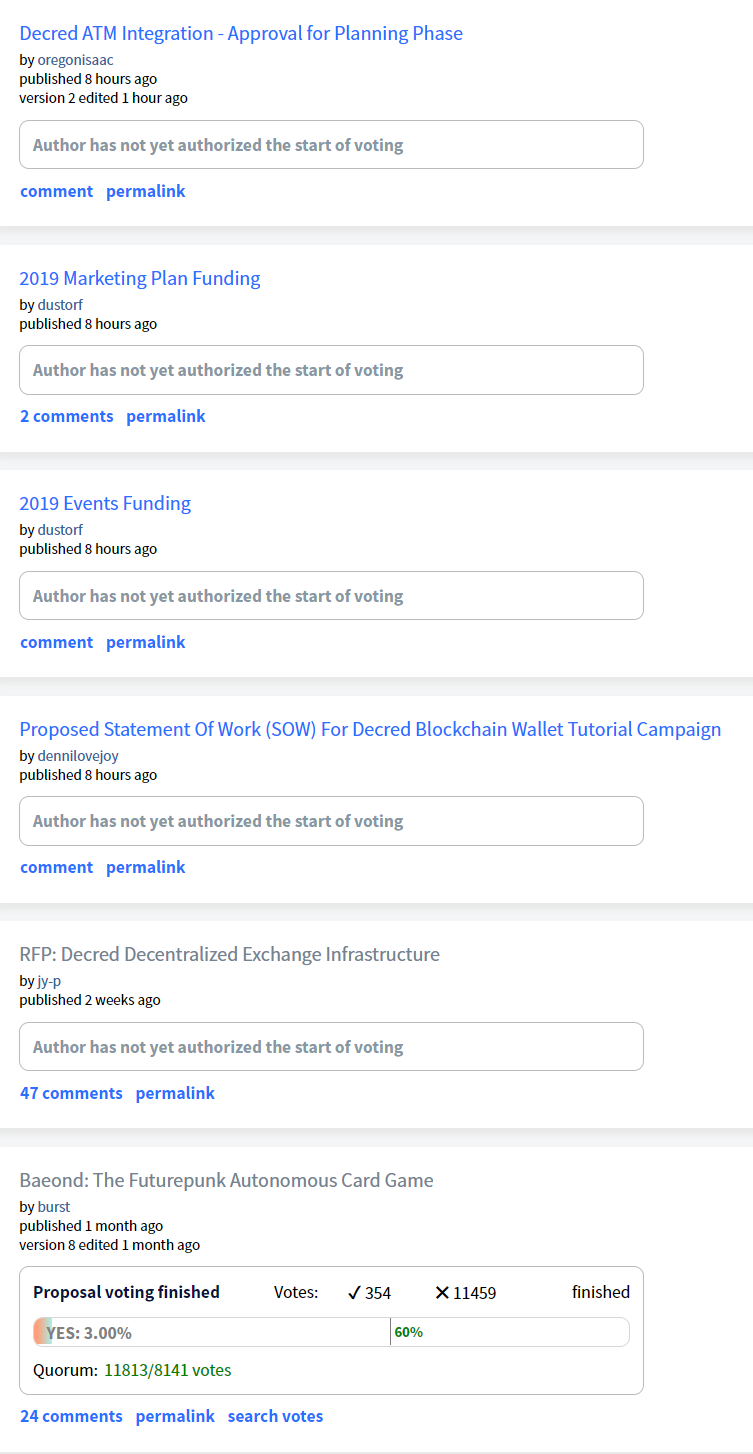 Decred ATM Integration - Approval for Planning Phase
by oregonisaac
published 8 hours ago
version 2 edited 1 hour ago
Author has not yet authorized the start of voting
comment permalink
2019 Marketing Plan Funding
by dustorf
published 8 hours ago
Author has not yet authorized the start of voting
2 comments permalink
2019 Events Funding
by dustorf
published 8 hours ago
Author has not yet authorized the start of voting
comment permalink
Proposed Statement Of Work (SOW) For Decred Blockchain Wallet Tutorial Campaign
by dennilovejoy
published 8 hours ago
Author has not yet authorized the start of voting
comment permalink
RFP: Decred Decentralized Exchange Infrastructure
by jy-p
published 2 weeks ago
Author has not yet authorized the start of voting
47 comments permalink
Baeond: The Futurepunk Autonomous Card Game
by burst
published 1 month ago
version 8 edited 1 month ago
Proposal voting finished Votes: ✓ 354 ✕ 11459 finished
YES: 3.00% 60%
Quorum: 11813/8141 votes
24 comments permalink search votes